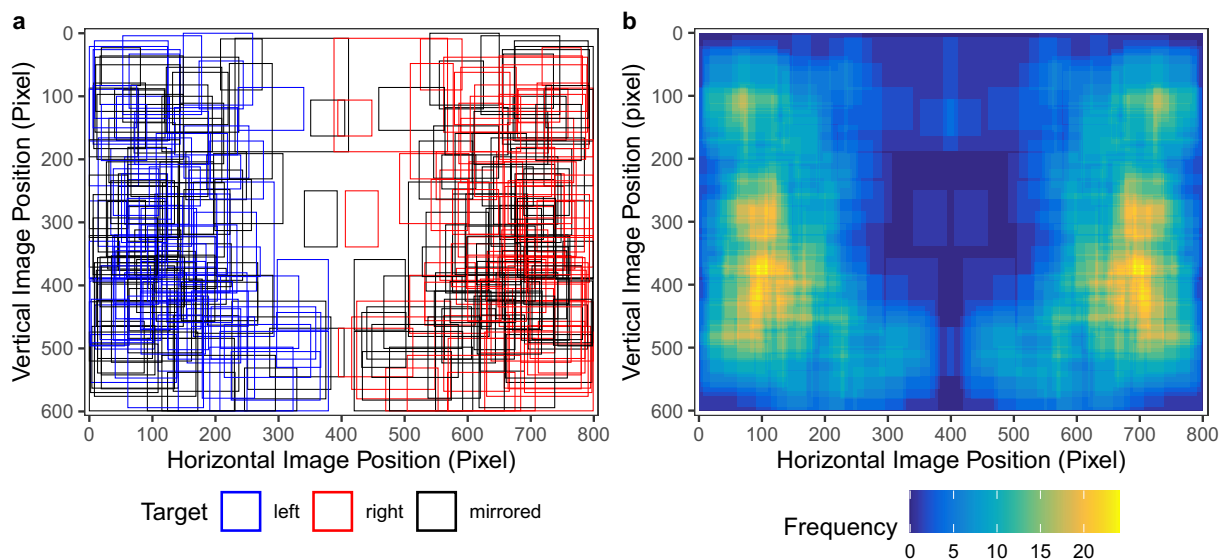 a
Vertical Image Position (Pixel)
0
100
200
300
400
500
600
0 100 200 300 400 500 600 700 800
Horizontal Image Position (Pixel)
Target left right mirrored
b
Vertical Image Position (pixel)
0
100
200
300
400
500
600
0 100 200 300 400 500 600 700 800
Horizontal Image Position (Pixel)
Frequency
0 5 10 15 20